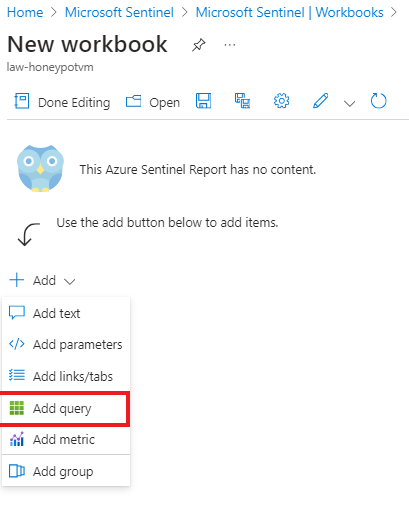 Home > Microsoft Sentinel > Microsoft Sentinel | Workbooks >
New workbook
...
law-honeypotvm
Done Editing Open
This Azure Sentinel Report has no content.
Use the add button below to add items.
Add
Add text
Add parameters
Add links/tabs
Add query
Add metric
Add group